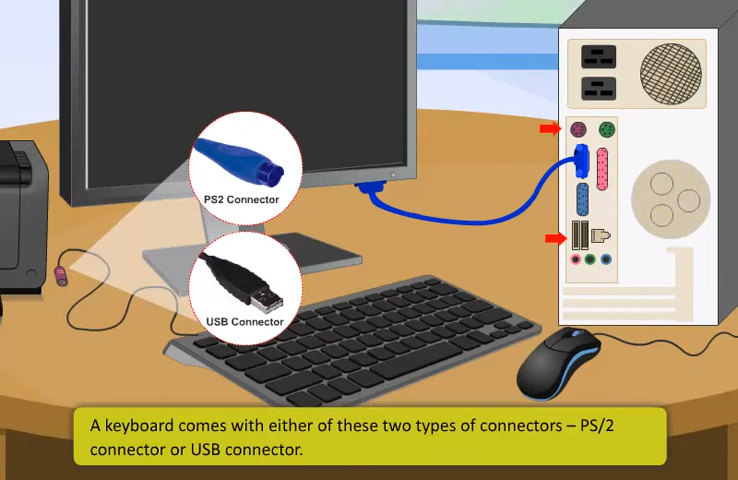 PS2 Connector
USB Connector
A keyboard comes with either of these two types of connectors – PS/2
connector or USB connector.